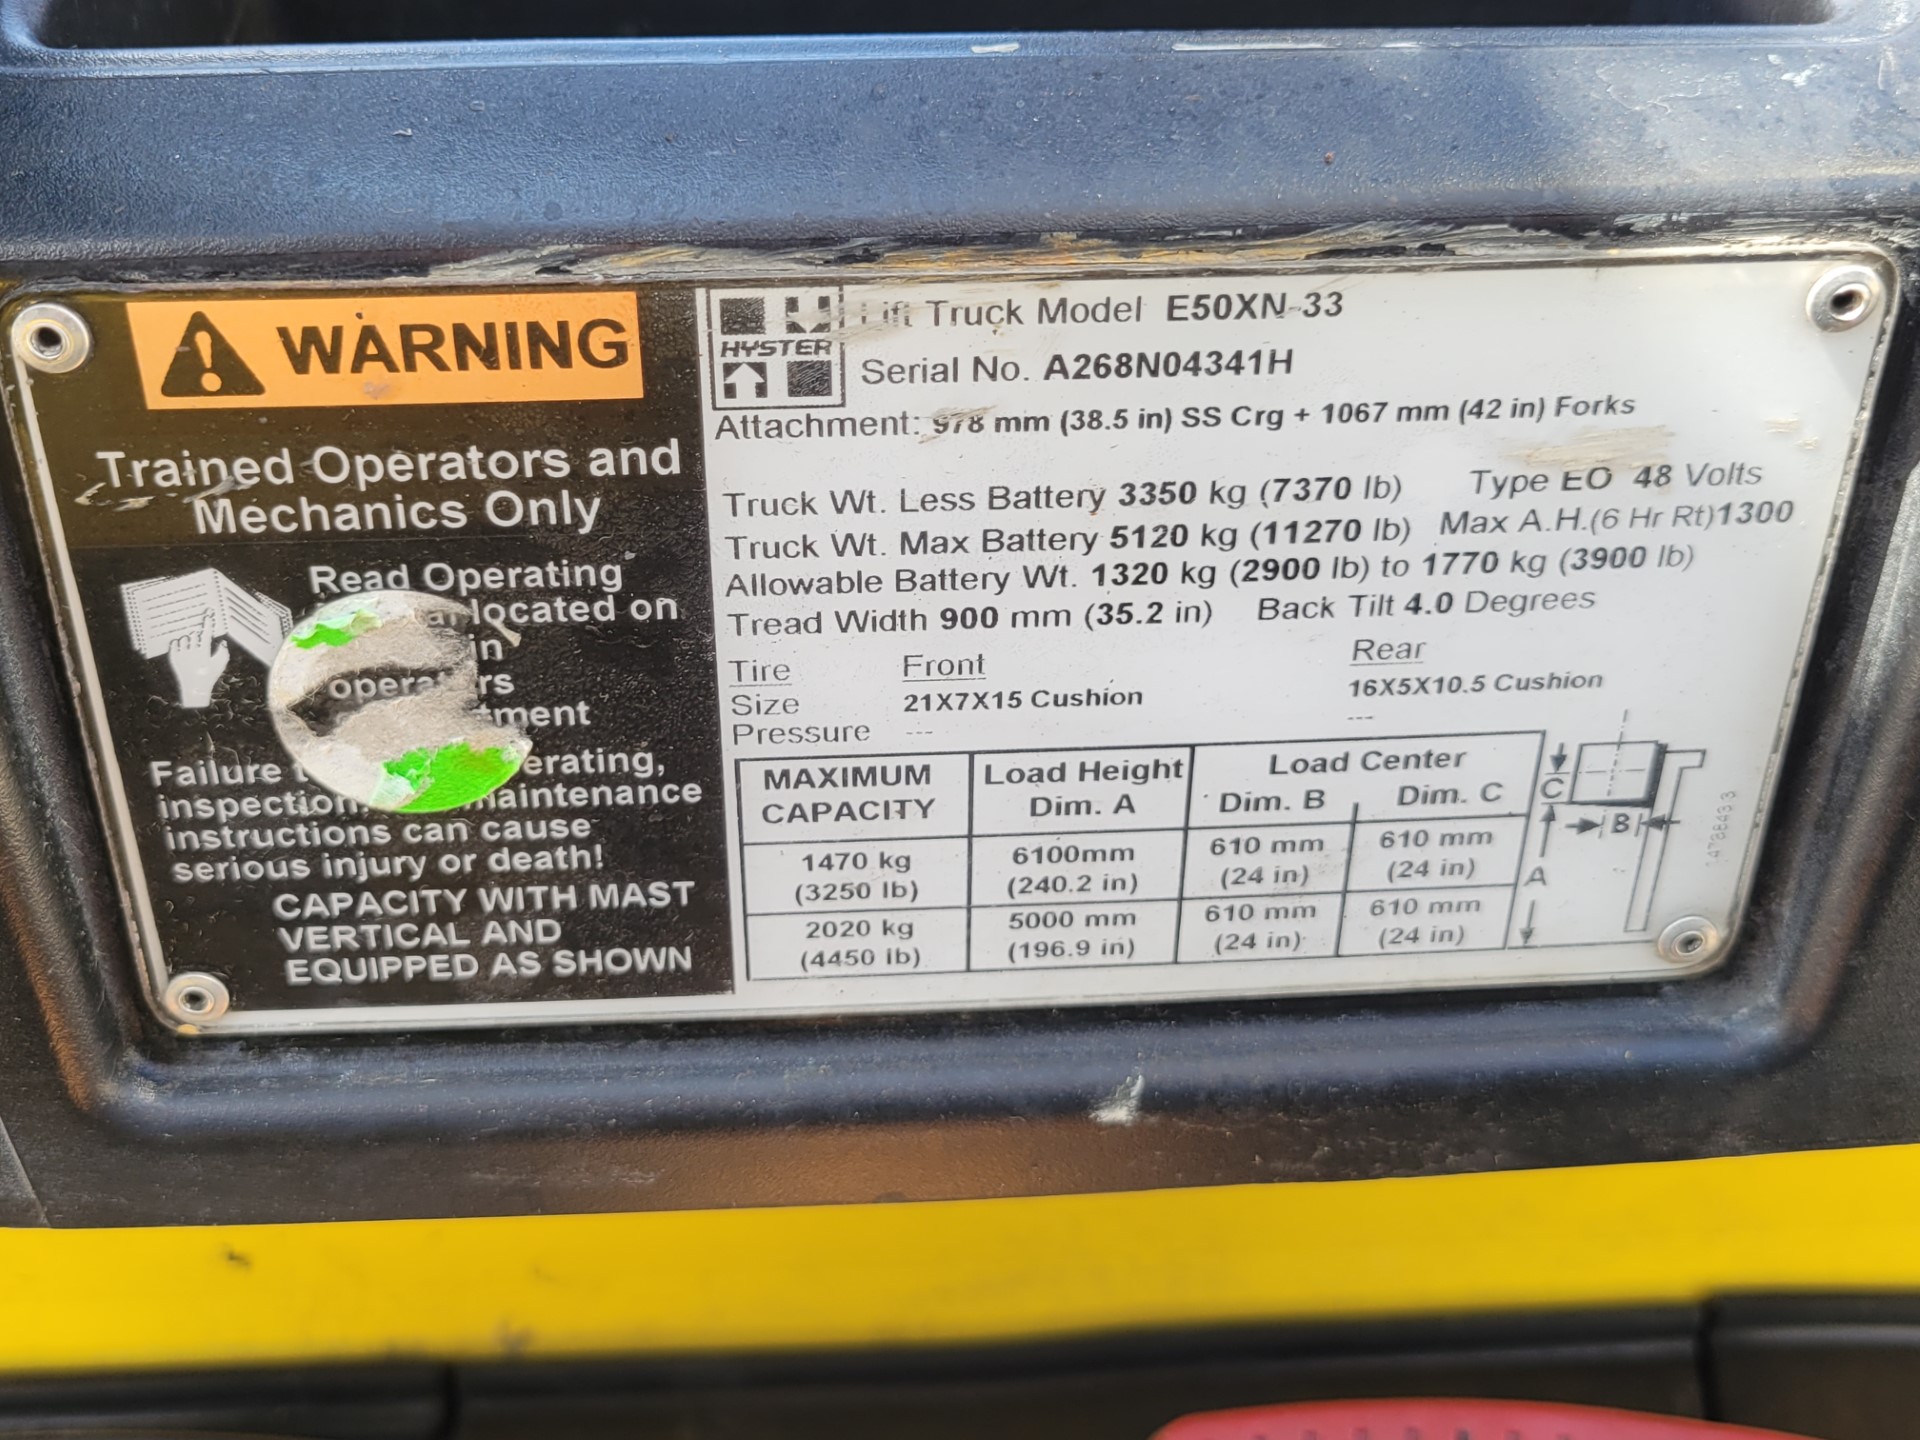 WARNING
Trained Operators and
Mechanics Only
Read Operating
located on
in
operators
Failure
inspection maintenance
instructions can cause
serious injury or death!
CAPACITY WITH MAST
VERTICAL AND
EQUIPPED AS SHOWN
HYSTER
Lift Truck Model E50XN-33
Serial No. A268N04341H
Attachment: 978 mm (38.5 in) SS Crg + 1067 mm (42 in) Forks
Truck Wt. Less Battery 3350 kg (7370 lb) Type EO 48 Volts
Truck Wt. Max Battery 5120 kg (11270 lb) Max A.H.(6 Hr Rt)1300
Allowable Battery Wt. 1320 kg (2900 lb) to 1770 kg (3900 lb)
Tread Width 900 mm (35.2 in) Back Tilt 4.0 Degrees
Tire Front Rear
Size 21X7X15 Cushion 16X5X10.5 Cushion
Pressure --- ---
MAXIMUM CAPACITY Load Height Dim. A Load Center Dim. B Dim. C
1470 kg 6100mm 610 mm 610 mm
(3250 lb) (240.2 in) (24 in) (24 in)
2020 kg 5000 mm 610 mm 610 mm
(4450 lb) (196.9 in) (24 in) (24 in)
C
B
A